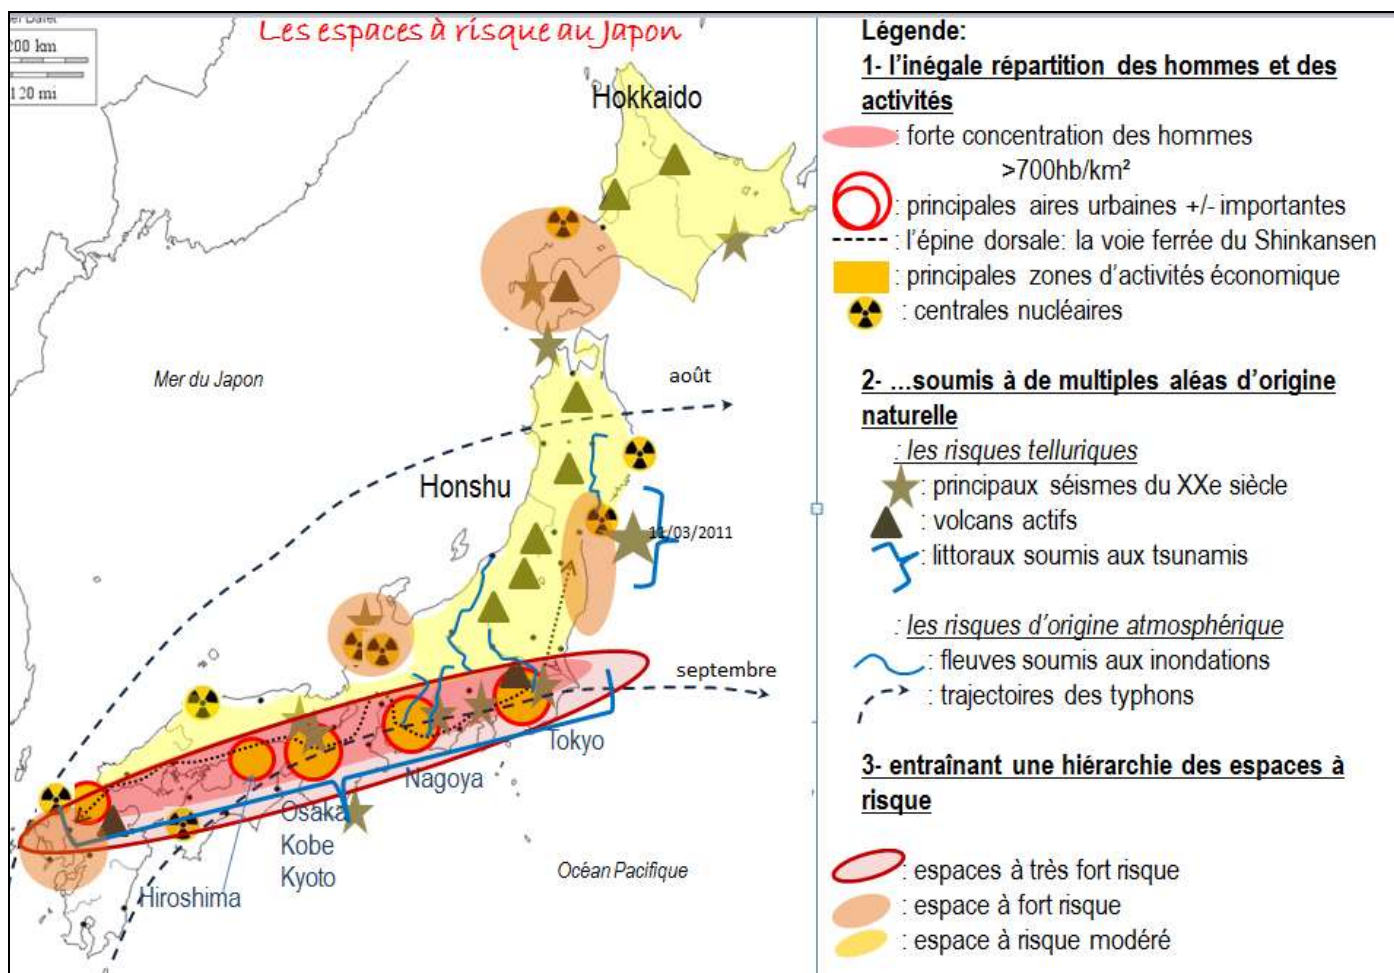 Les espaces à risque au Japon
200 km
120 mi
Hokkaido
Mer du Japon
août
Honshu
11/03/2011
septembre
Tokyo
Nagoya
Osaka
Kobe
Kyoto
Hiroshima
Océan Pacifique
Légende:
1- l'inégale répartition des hommes et des
activités
: forte concentration des hommes
>700hb/km²
: principales aires urbaines +/- importantes
: l'épine dorsale: la voie ferrée du Shinkansen
: principales zones d'activités économique
: centrales nucléaires
2- ...soumis à de multiples aléas d'origine
naturelle
: les risques telluriques
: principaux séismes du XXe siècle
: volcans actifs
: littoraux soumis aux tsunamis
: les risques d'origine atmosphérique
: fleuves soumis aux inondations
: trajectoires des typhons
3- entraînant une hiérarchie des espaces à
risque
: espaces à très fort risque
: espace à fort risque
: espace à risque modéré